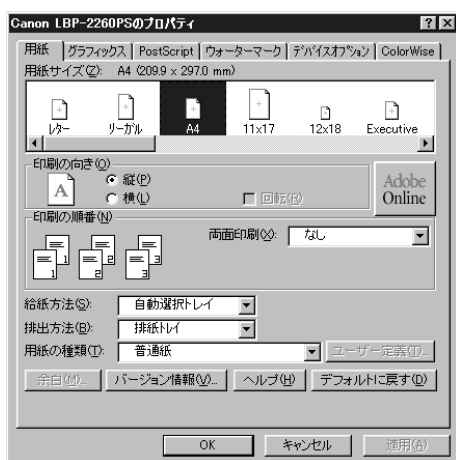 Canon LBP-2260PSのプロパティ
用紙 グラフィックス PostScript ウォーターマーク デバイスオプション ColorWise
用紙サイズ(Z): A4 (209.9 x 297.0 mm)
レター リーガル A4 11x17 12x18 Executive
印刷の向き(O)
A 縦(P)
横(L) 回転(R)
Adobe Online
印刷の順番(N)
両面印刷(X): なし
1 1 2 2 3 3
給紙方法(S): 自動選択トレイ
排出方法(B): 排紙トレイ
用紙の種類(T): 普通紙 ユーザー定義(T)...
余白(M)... バージョン情報(V)... ヘルプ(H) デフォルトに戻す(D)
OK キャンセル 適用(A)